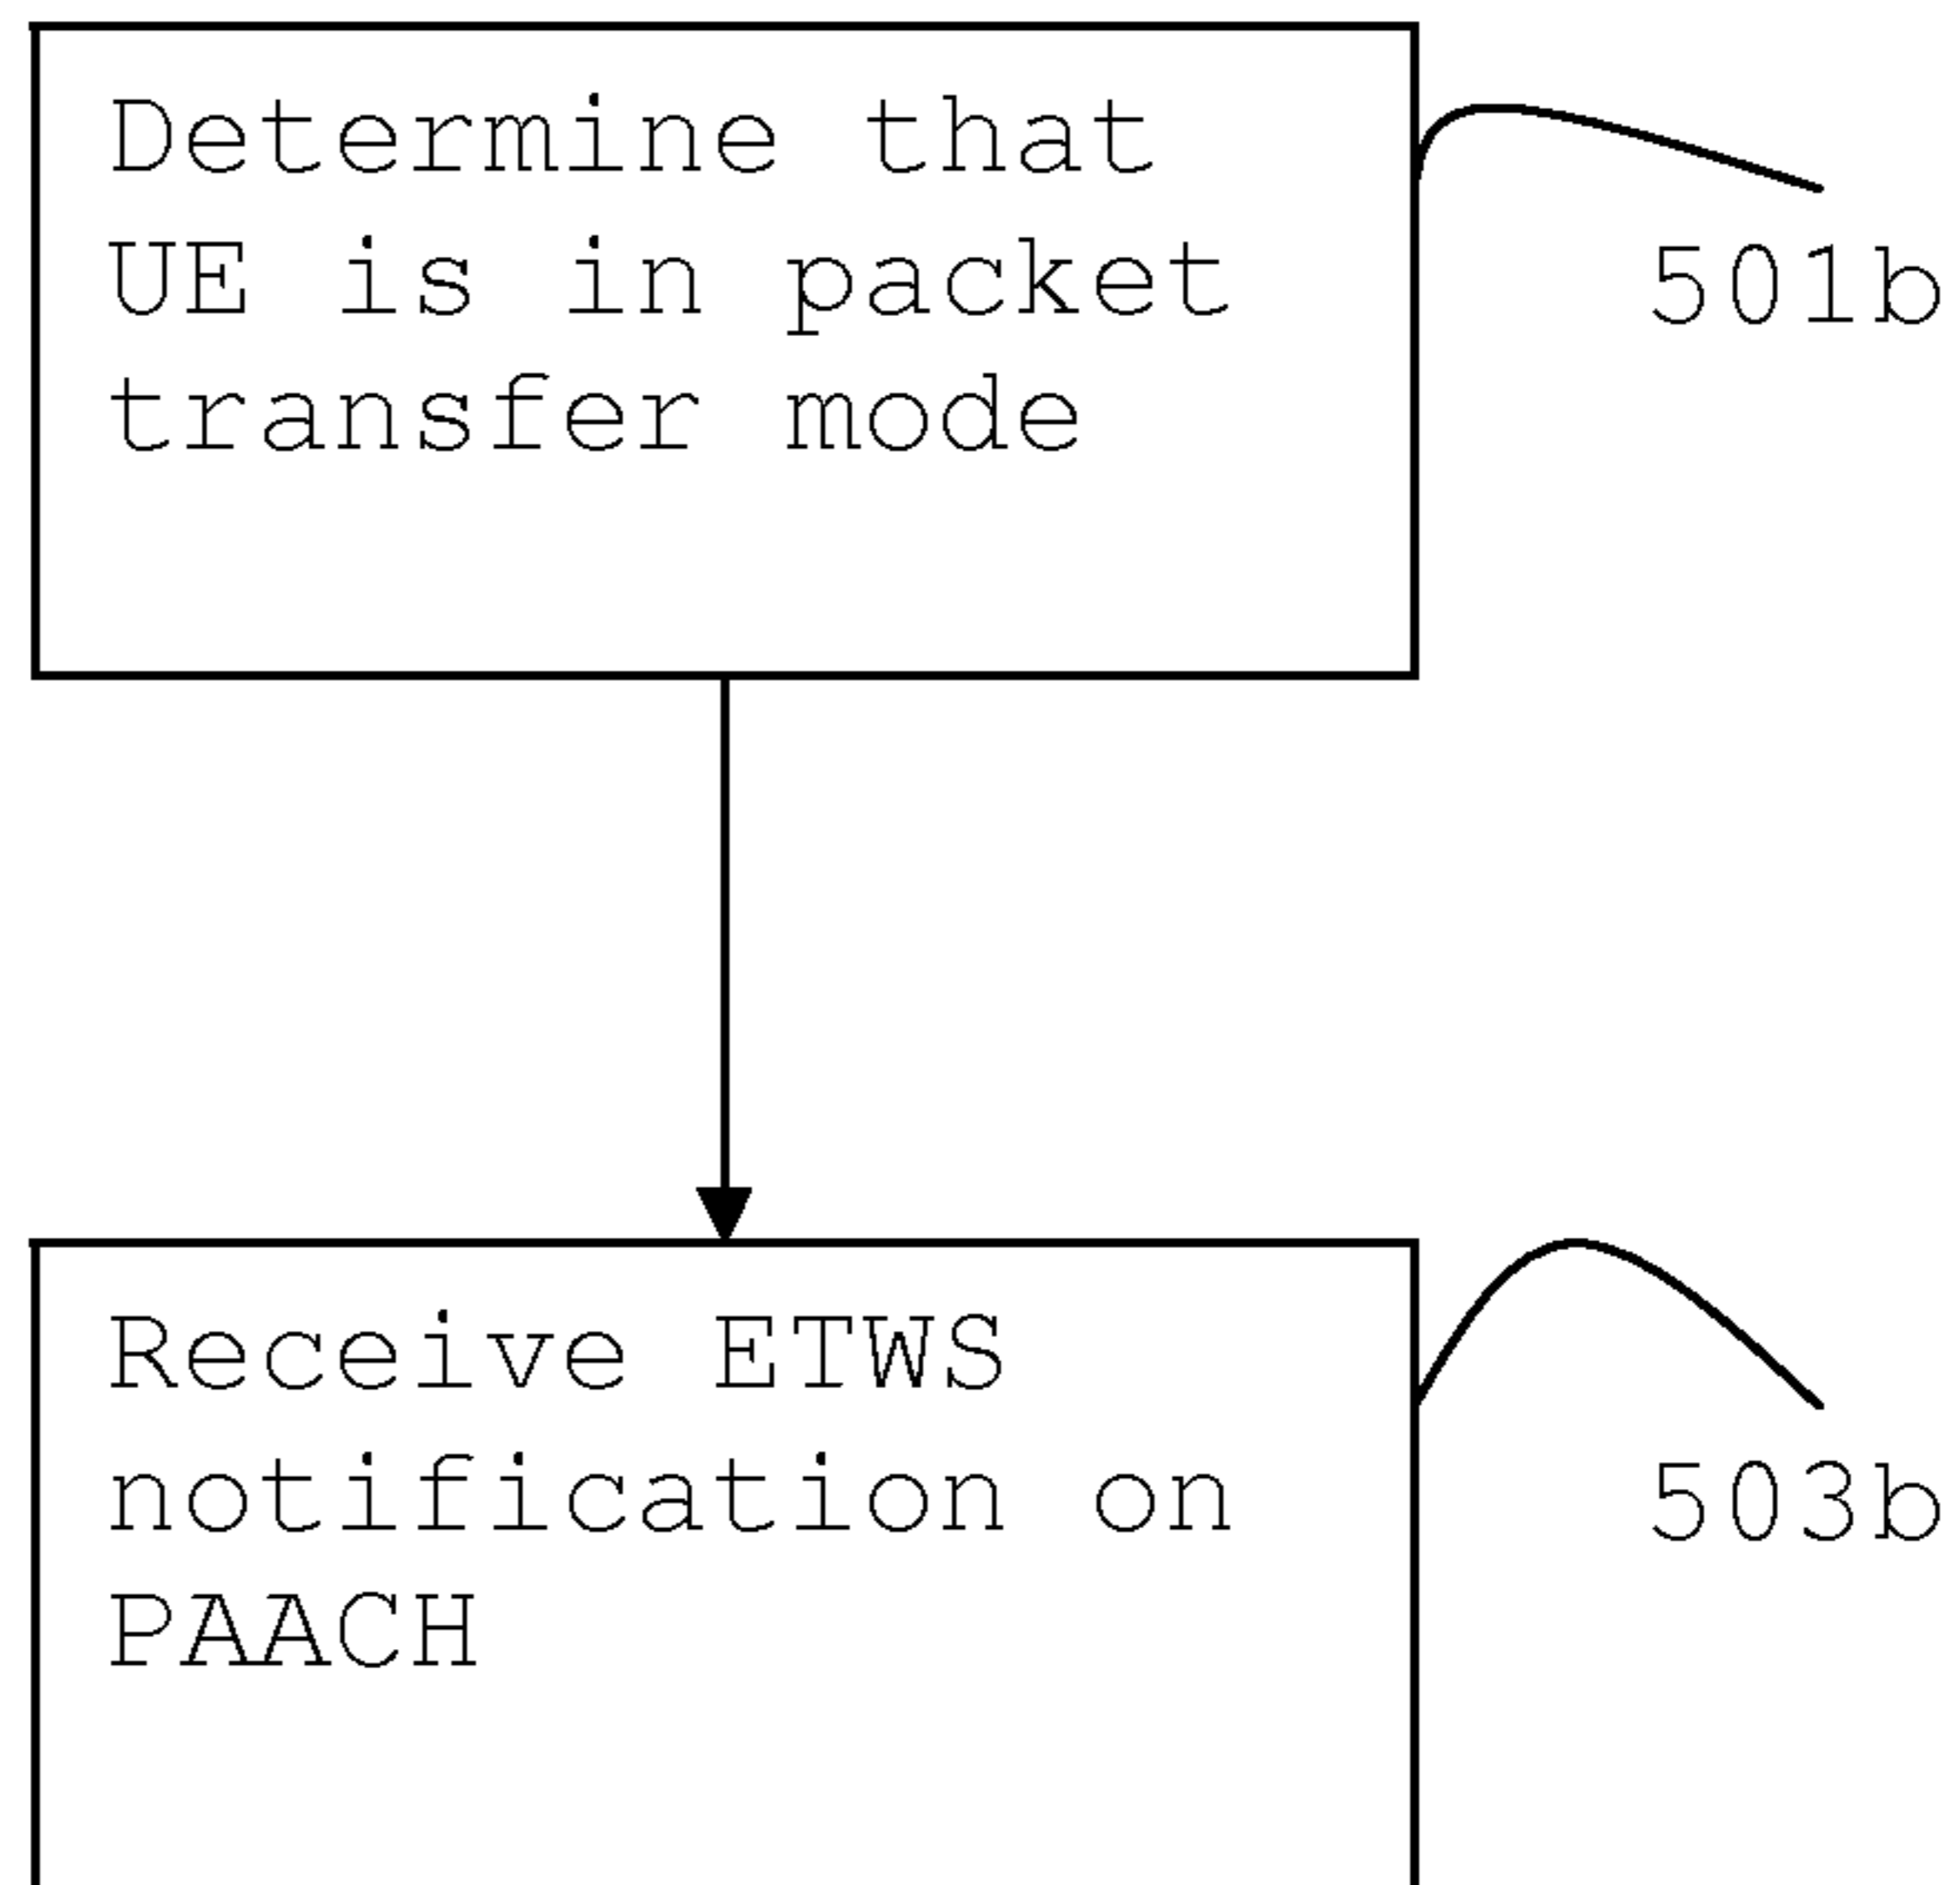 Determine that
UE is in packet
transfer mode
501b
Receive ETWS
notification on
PAACH
503b